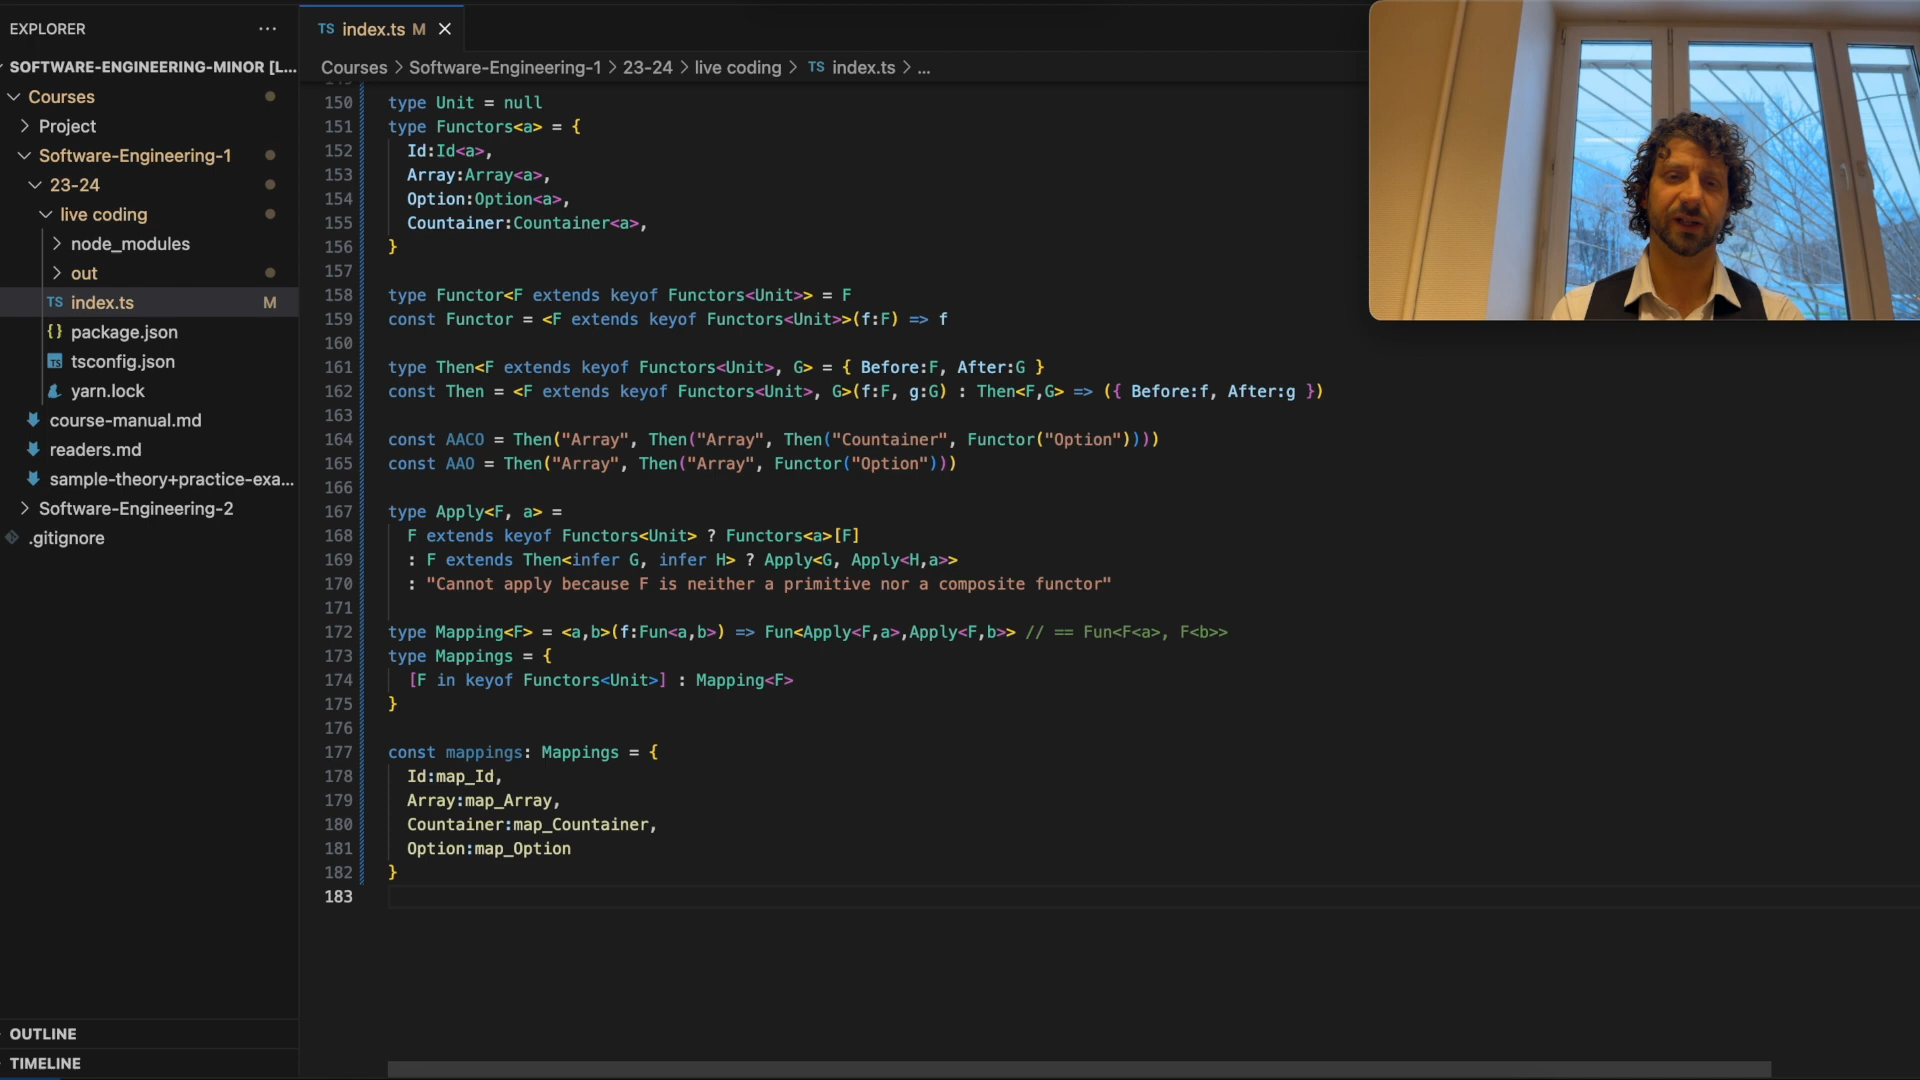 EXPLORER
SOFTWARE-ENGINEERING-MINOR [L...
Courses
Project
Software-Engineering-1
23-24
live coding
node_modules
out
TS index.ts M
package.json
TS tsconfig.json
yarn.lock
course-manual.md
readers.md
sample-theory+practice-exa...
Software-Engineering-2
.gitignore
OUTLINE
TIMELINE
TS index.ts M
Courses > Software-Engineering-1 > 23-24 > live coding > TS index.ts > ...
150 type Unit = null
151 type Functors<a> = {
152 Id:Id<a>,
153 Array:Array<a>,
154 Option:Option<a>,
155 Countainer:Countainer<a>,
156 }
157
158 type Functor<F extends keyof Functors<Unit>> = F
159 const Functor = <F extends keyof Functors<Unit>>(f:F) => f
160
161 type Then<F extends keyof Functors<Unit>, G> = { Before:F, After:G }
162 const Then = <F extends keyof Functors<Unit>, G>(f:F, g:G) : Then<F,G> => ({ Before:f, After:g })
163
164 const AACO = Then("Array", Then("Array", Then("Countainer", Functor("Option"))))
165 const AAO = Then("Array", Then("Array", Functor("Option")))
166
167 type Apply<F, a> =
168 F extends keyof Functors<Unit> ? Functors<a>[F]
169 : F extends Then<infer G, infer H> ? Apply<G, Apply<H,a>>
170 : "Cannot apply because F is neither a primitive nor a composite functor"
171
172 type Mapping<F> = <a,b>(f:Fun<a,b>) => Fun<Apply<F,a>,Apply<F,b>> // == Fun<F<a>, F<b>>
173 type Mappings = {
174 [F in keyof Functors<Unit>] : Mapping<F>
175 }
176
177 const mappings: Mappings = {
178 Id:map_Id,
179 Array:map_Array,
180 Countainer:map_Countainer,
181 Option:map_Option
182 }
183